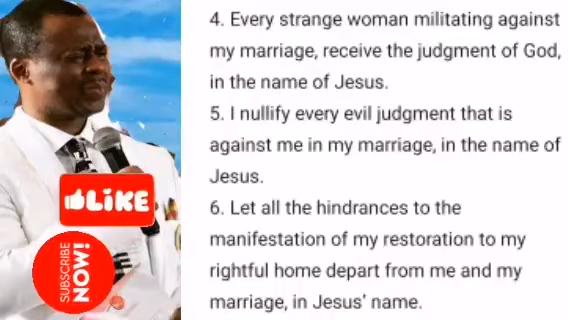 4. Every strange woman militating against
my marriage, receive the judgment of God,
in the name of Jesus.
5. I nullify every evil judgment that is
against me in my marriage, in the name of
Jesus.
6. Let all the hindrances to the
manifestation of my restoration to my
rightful home depart from me and my
marriage, in Jesus’ name.
LIKE
SUBSCRIBE
NOW!